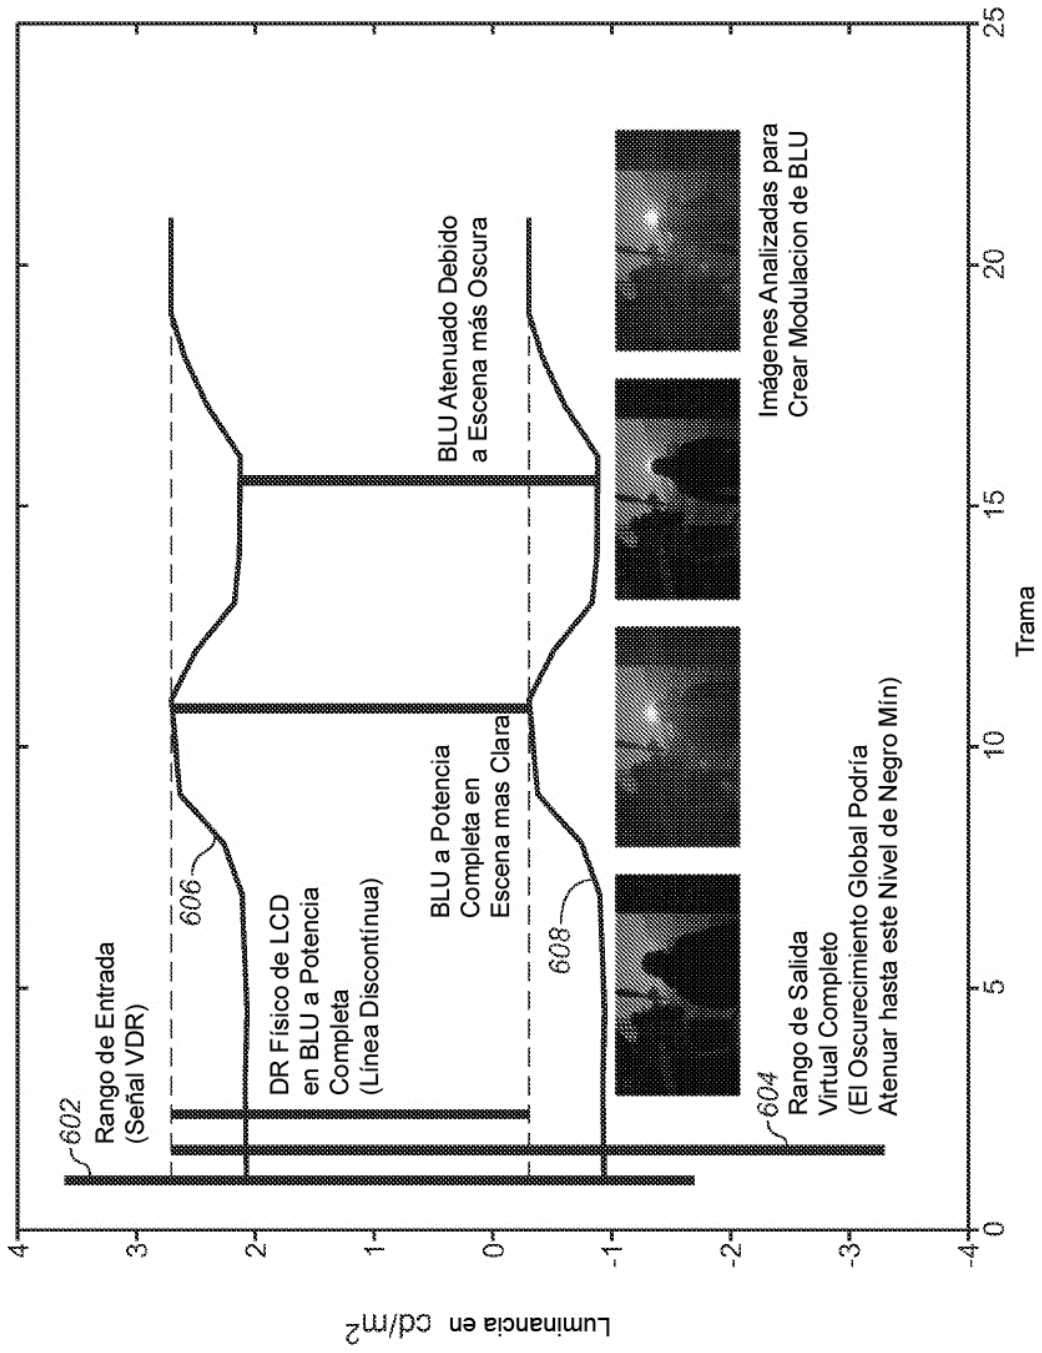 Luminancia en cd/m²
4
3
2
1
0
-1
-2
-3
-4
0
5
10
15
20
25
Trama
602
Rango de Entrada
(Señal VDR)
606
DR Físico de LCD
en BLU a Potencia
Completa
(Línea Discontínua)
BLU a Potencia
Completa en
Escena mas Clara
BLU Atenuado Debido
a Escena más Oscura
608
604
Rango de Salida
Virtual Completo
(El Oscurecimiento Global Podría
Atenuar hasta este Nivel de Negro Mín)
Imágenes Analizadas para
Crear Modulacion de BLU